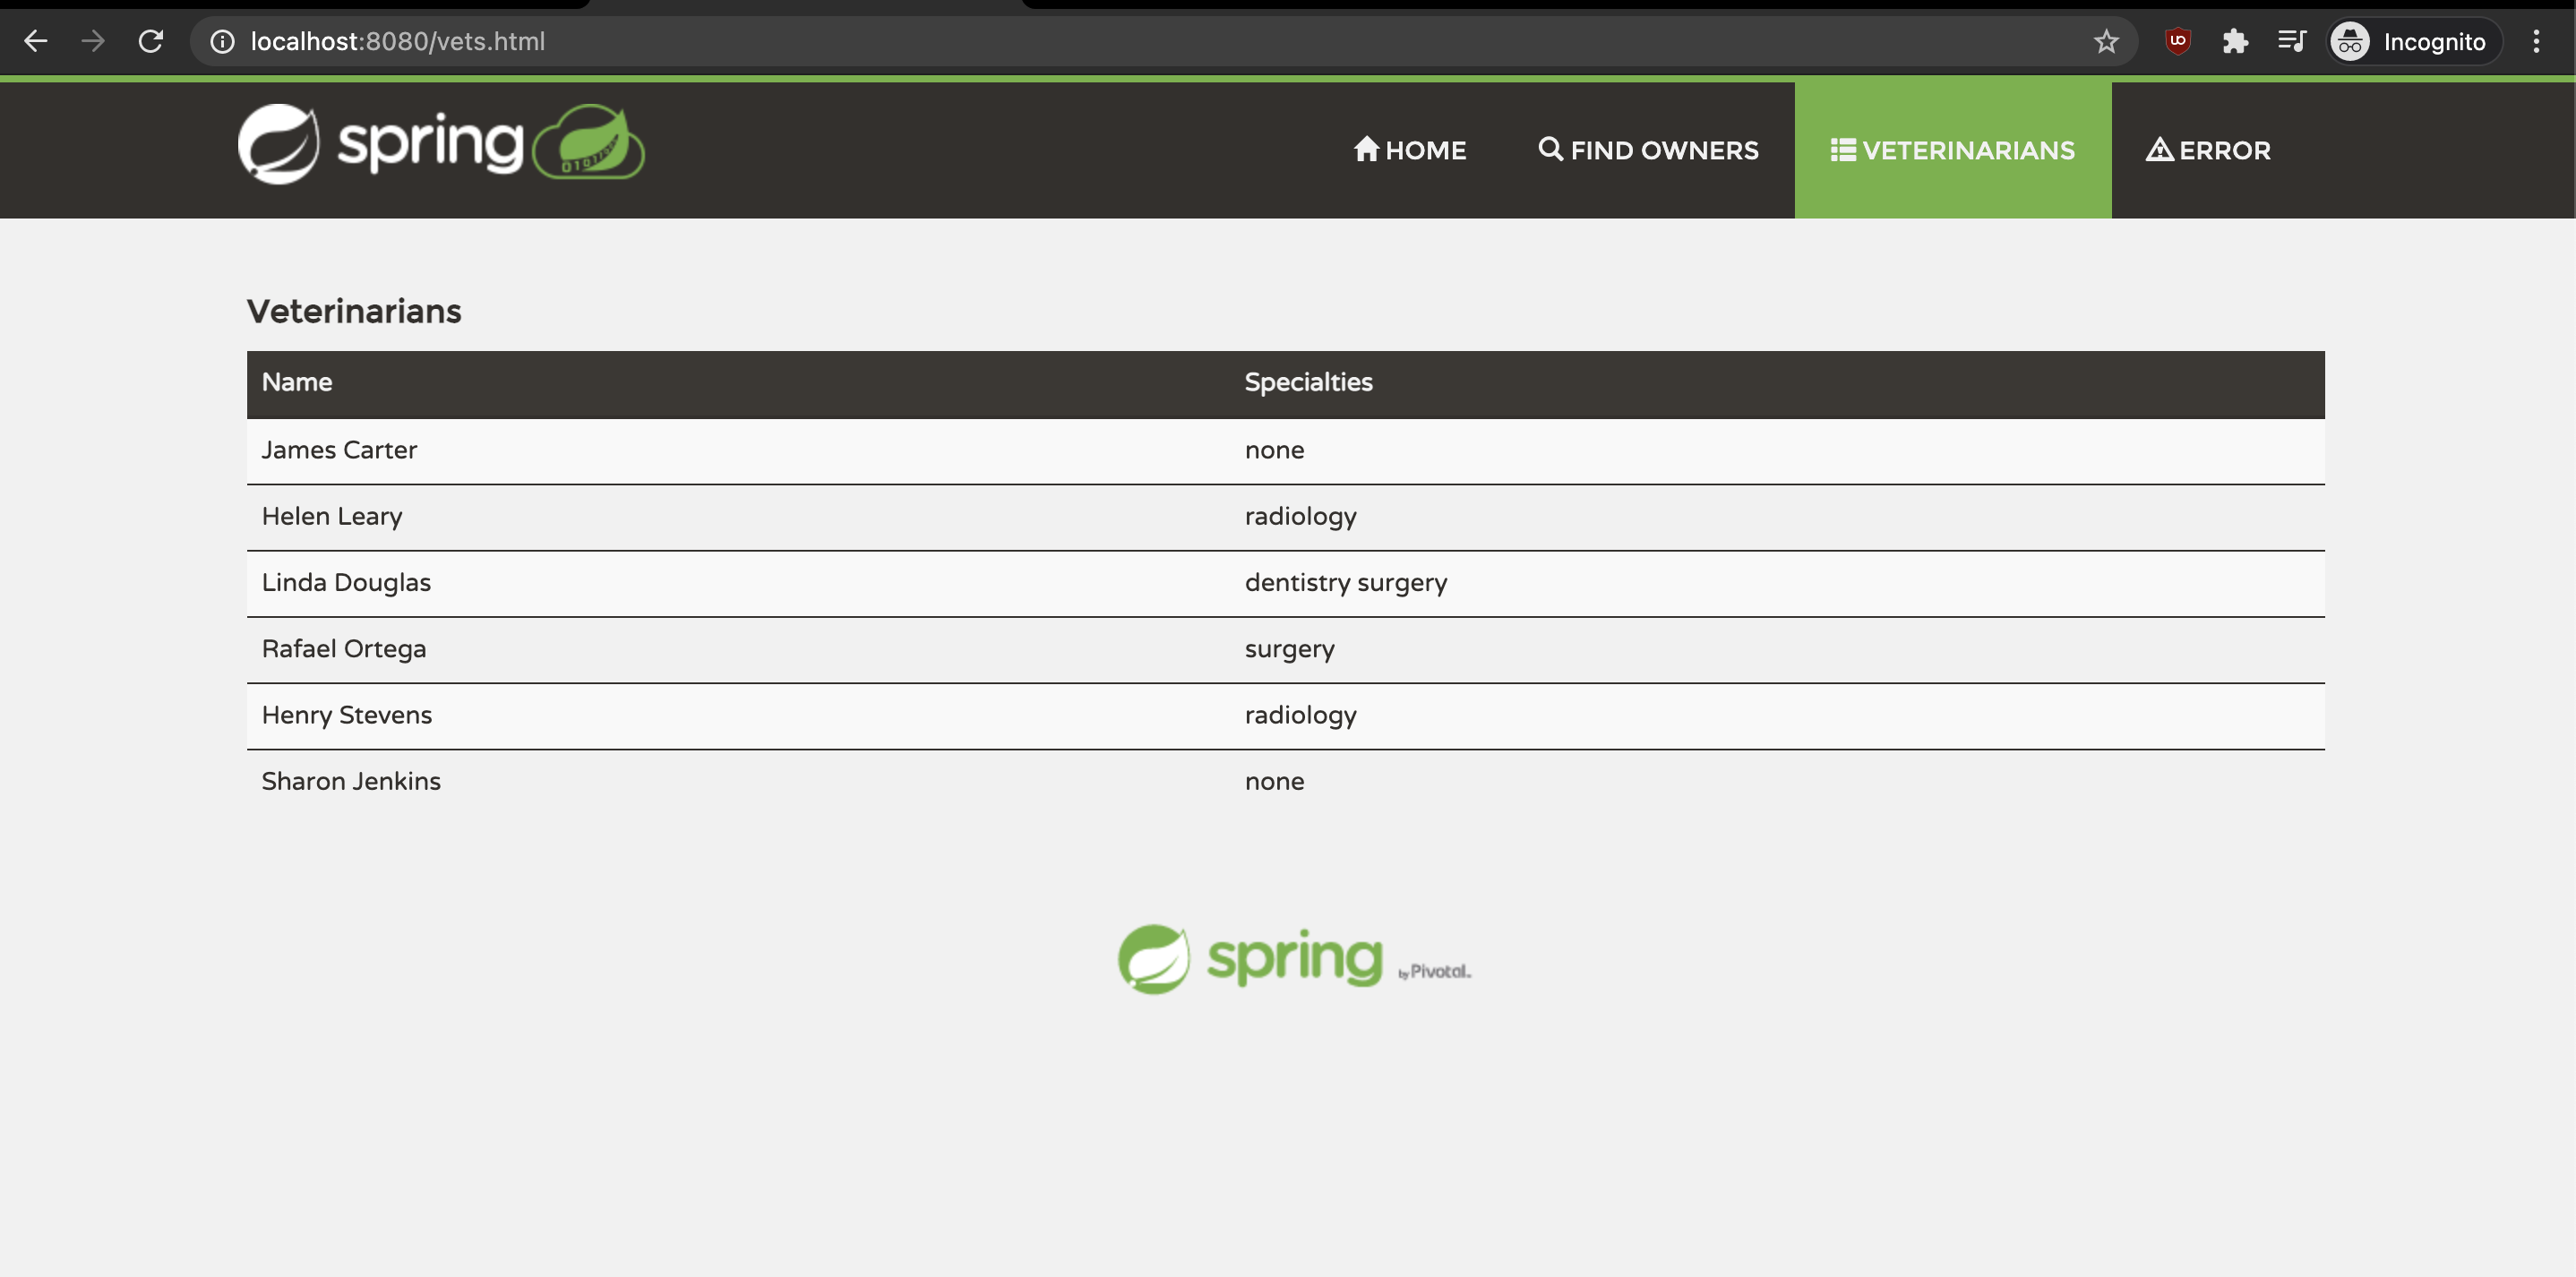 localhost:8080/vets.html
Incognito
spring
HOME
FIND OWNERS
VETERINARIANS
ERROR
Veterinarians
Name Specialties
James Carter none
Helen Leary radiology
Linda Douglas dentistry surgery
Rafael Ortega surgery
Henry Stevens radiology
Sharon Jenkins none
spring by Pivotal